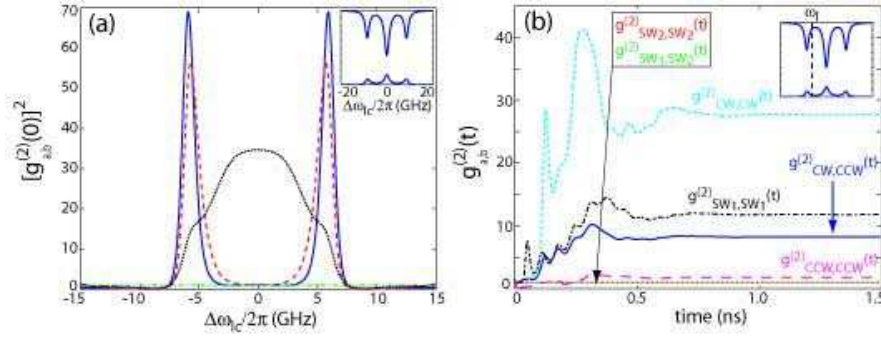 (a)
[g⁽²⁾a,b(0)]²
70
60
50
40
30
20
10
0
-15
-10
-5
0
5
10
15
Δωlc/2π (GHz)
-20
0
20
Δωlc/2π (GHz)
(b)
g⁽²⁾a,b(t)
40
30
20
10
0
0
0.5
1.0
1.5
time (ns)
g⁽²⁾SW2,SW2(t)
g⁽²⁾SW1,SW2(t)
ωl
g⁽²⁾CW,CW(t)
g⁽²⁾CW,CCW(t)
g⁽²⁾SW1,SW1(t)
g⁽²⁾CCW,CCW(t)